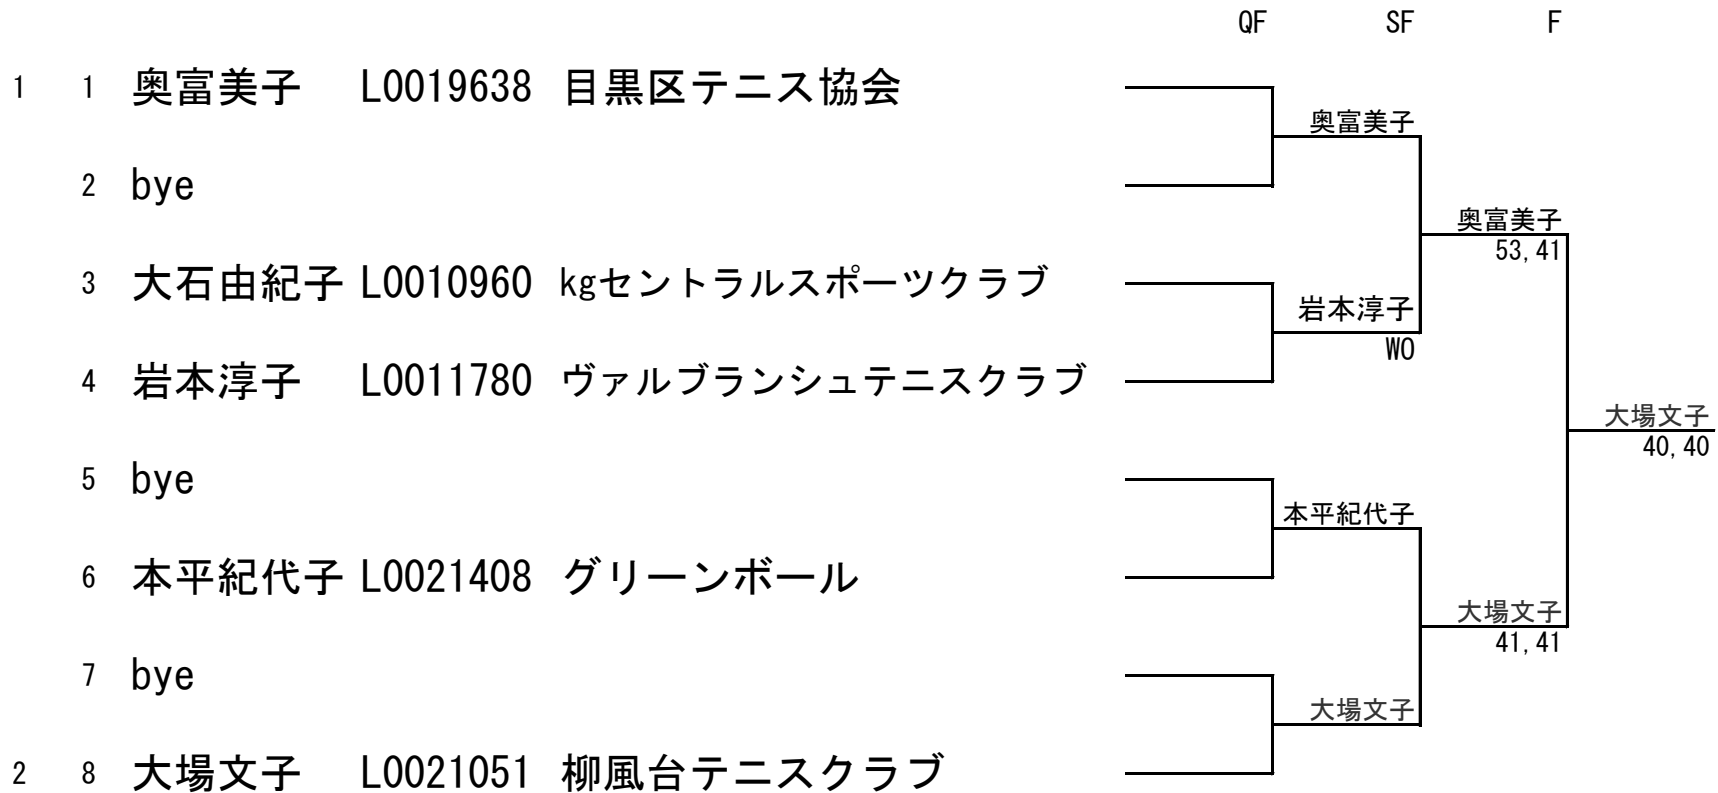 QF SF F
1 1 奥富美子 L0019638 目黒区テニス協会
奥富美子
2 bye
奥富美子
53,41
3 大石由紀子 L0010960 kgセントラルスポーツクラブ
岩本淳子
WO
4 岩本淳子 L0011780 ヴァルブランシュテニスクラブ
大場文子
40,40
5 bye
本平紀代子
6 本平紀代子 L0021408 グリーンボール
大場文子
41,41
7 bye
大場文子
2 8 大場文子 L0021051 柳風台テニスクラブ